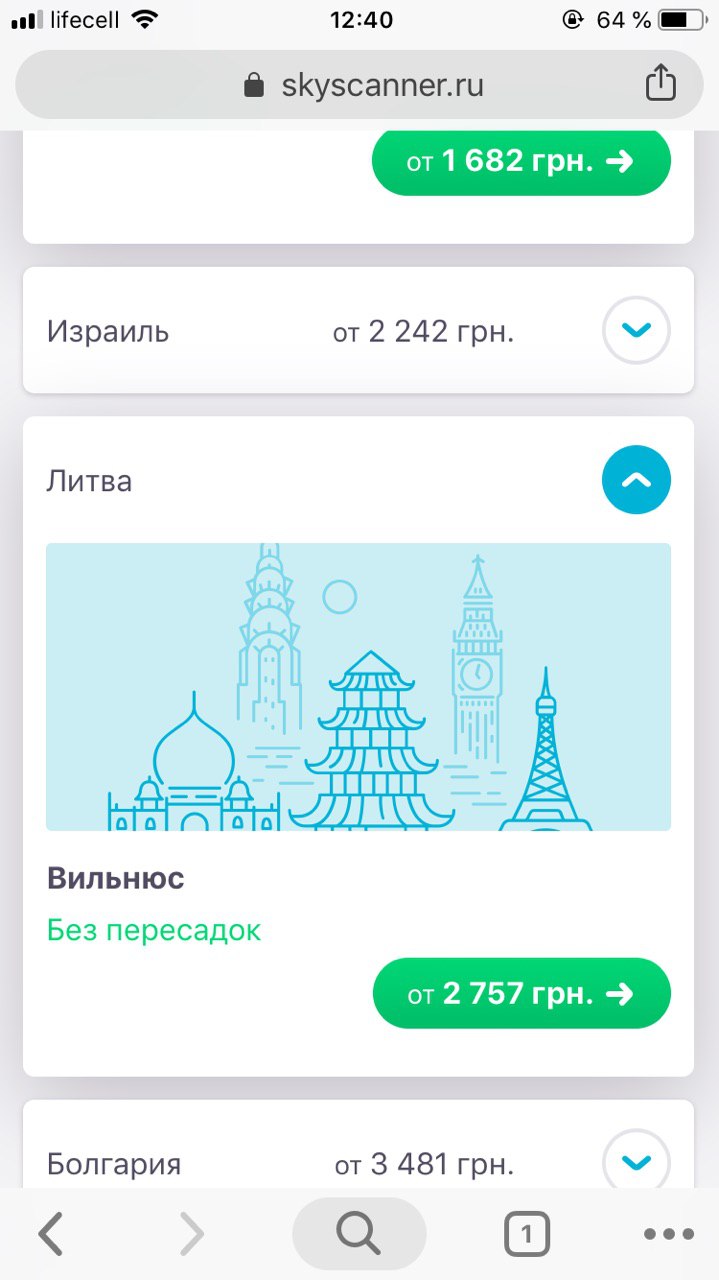 lifecell 12:40 64 %
skyscanner.ru
от 1 682 грн.
Израиль от 2 242 грн.
Литва
Вильнюс
Без пересадок
от 2 757 грн.
Болгария от 3 481 грн.
1